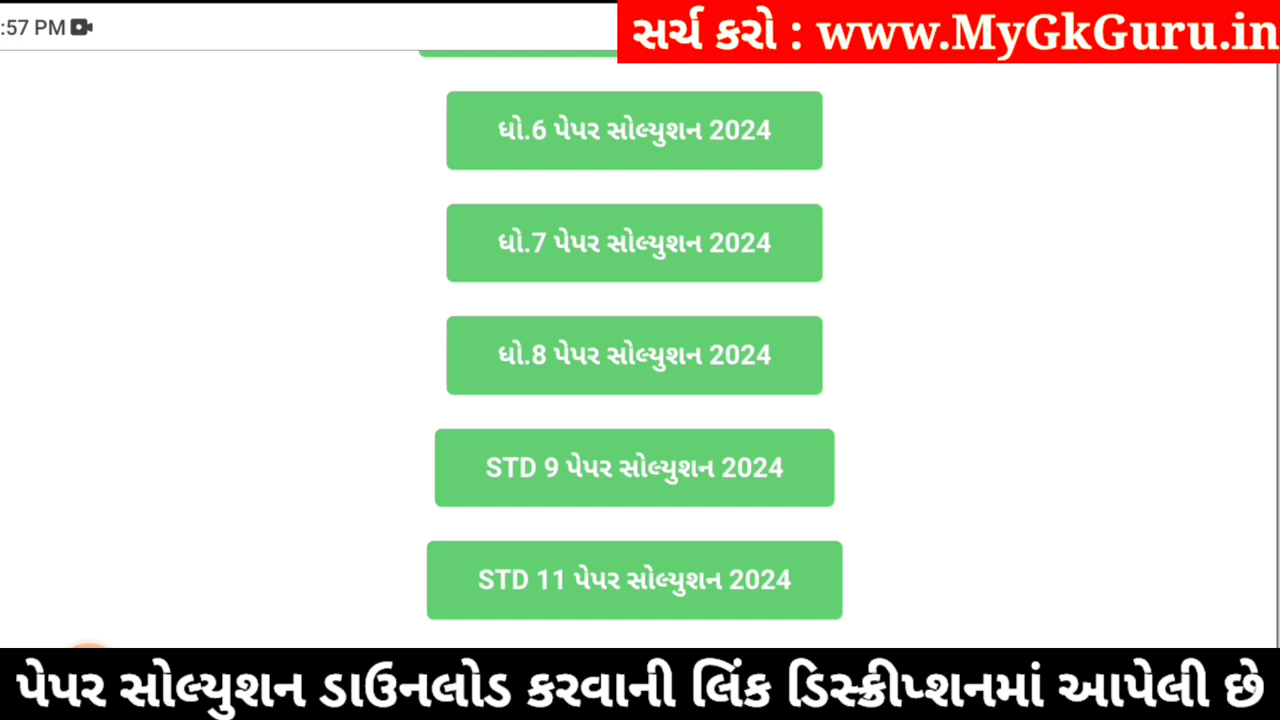 :57 PM
સર્ચ કરો : www.MyGkGuru.in
ધો.6 પેપર સોલ્યુશન 2024
ધો.7 પેપર સોલ્યુશન 2024
ધો.8 પેપર સોલ્યુશન 2024
STD 9 પેપર સોલ્યુશન 2024
STD 11 પેપર સોલ્યુશન 2024
પેપર સોલ્યુશન ડાઉનલોડ કરવાની લિંક ડિસ્ક્રીપ્શનમાં આપેલી છે